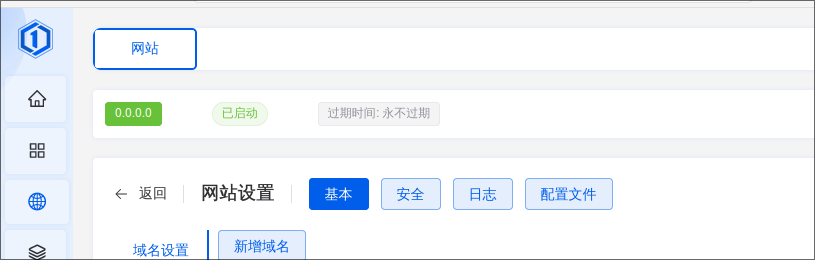 网站
0.0.0.0 已启动 过期时间: 永不过期
返回 网站设置 基本 安全 日志 配置文件
域名设置 新增域名